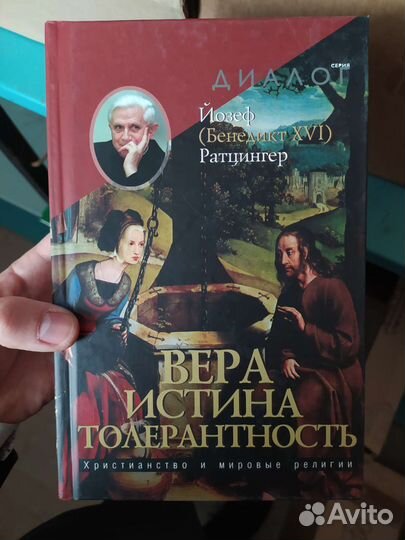 СЕРИЯ
ДИАЛОГ
Йозеф
(Бенедикт XVI)
Ратцингер
ВЕРА
ИСТИНА
ТОЛЕРАНТНОСТЬ
Христианство и мировые религии
Avito